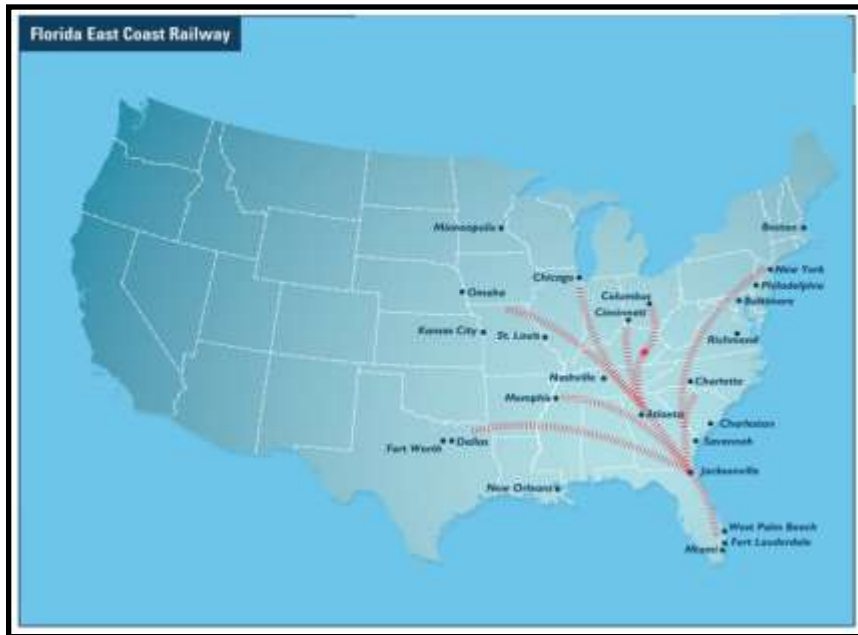 Florida East Coast Railway
Minneapolis
Boston
Chicago
New York
Omaha
Columbus
Philadelphia
Baltimore
Cincinnati
Kansas City
St. Louis
Richmond
Nashville
Charlotte
Memphis
Atlanta
Charleston
Fort Worth
Dallas
Savannah
Jacksonville
New Orleans
West Palm Beach
Fort Lauderdale
Miami